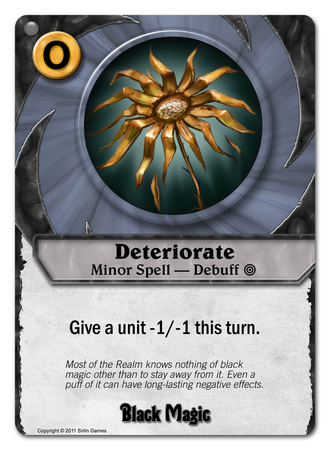 0
Deteriorate
Minor Spell — Debuff ◎
Give a unit -1/-1 this turn.
Most of the Realm knows nothing of black
magic other than to stay away from it. Even a
puff of it can have long-lasting negative effects.
Black Magic
Copyright © 2011 Sirlin Games